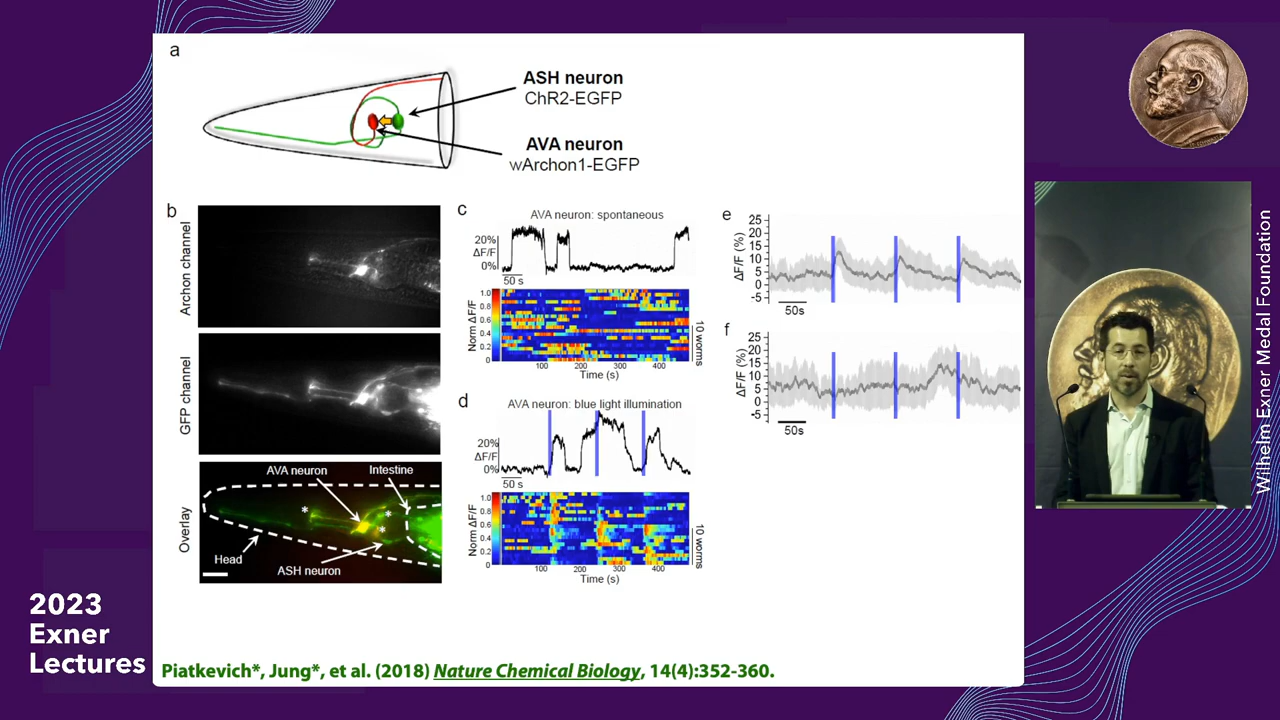 a
ASH neuron
ChR2-EGFP
AVA neuron
wArchon1-EGFP
b
Archon channel
GFP channel
Overlay
AVA neuron
Intestine
*
*
*
Head
ASH neuron
c
AVA neuron: spontaneous
20%
ΔF/F
0%
50 s
Norm ΔF/F
1.0
0.8
0.6
0.4
0.2
0
10 worms
100 200 300 400
Time (s)
d
AVA neuron: blue light illumination
20%
ΔF/F
0%
50 s
Norm ΔF/F
1.0
0.8
0.6
0.4
0.2
0
10 worms
100 200 300 400
Time (s)
e
ΔF/F (%)
25
20
15
10
5
0
-5
50s
f
ΔF/F (%)
25
20
15
10
5
0
-5
50s
Piatkevich*, Jung*, et al. (2018) Nature Chemical Biology, 14(4):352-360.
2023
Exner
Lectures
Wilhelm Exner Medal Foundation